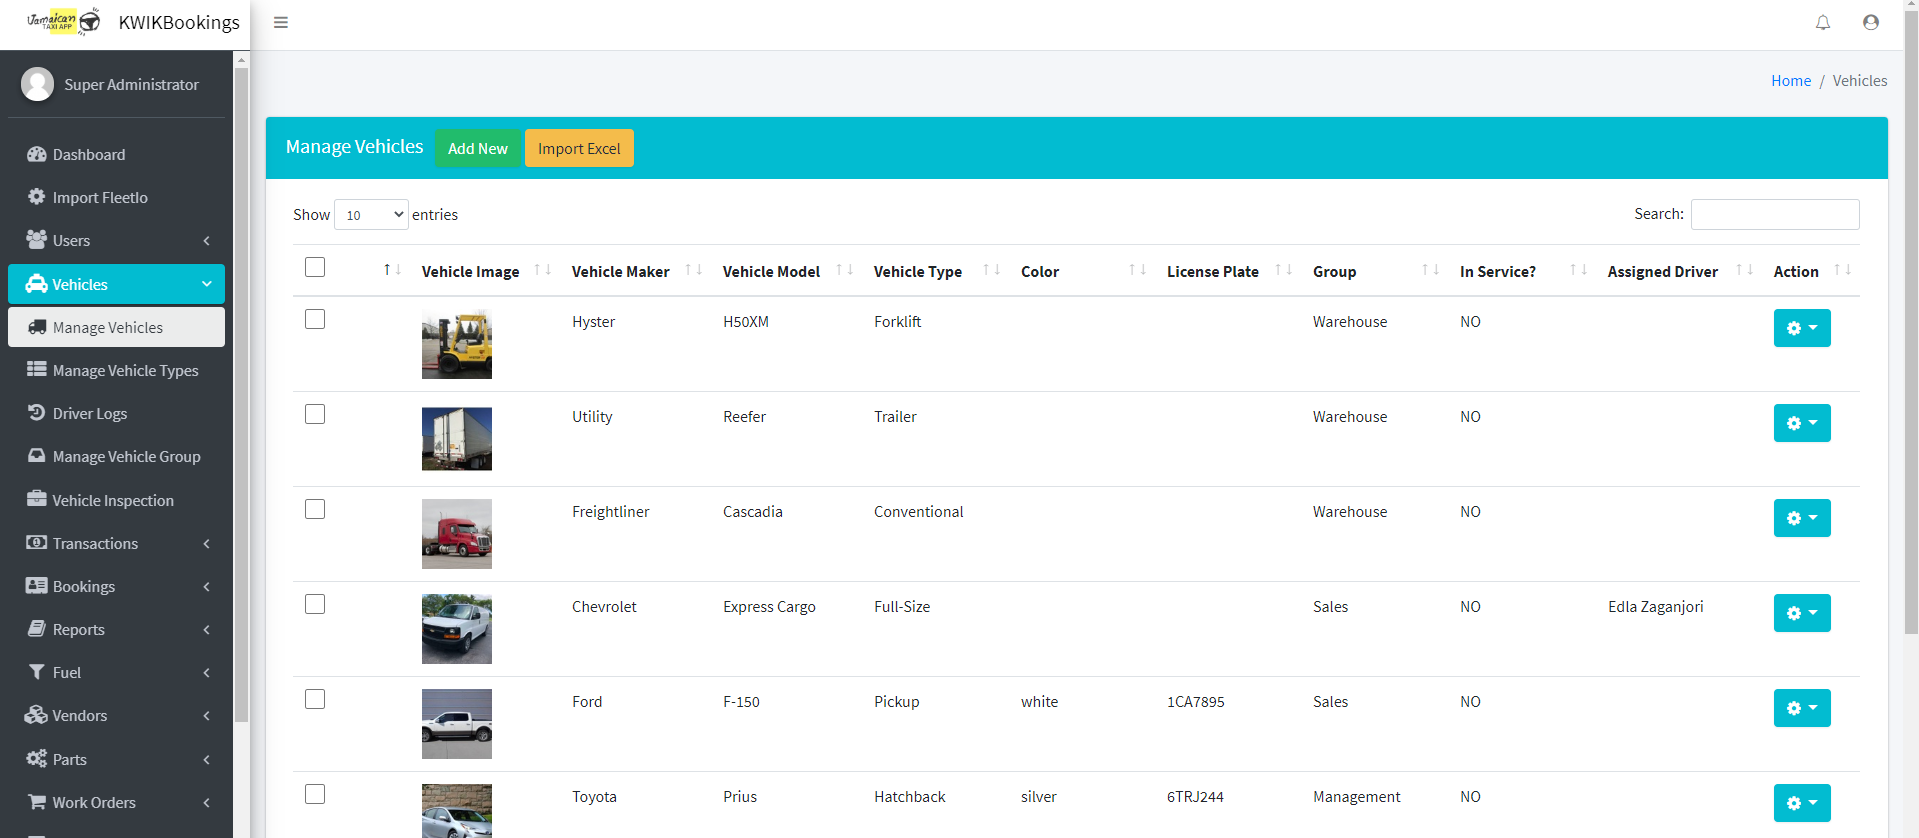 Jamaican
TAXI APP
KWIKBookings
Super Administrator
Dashboard
Import FleetIo
Users
Vehicles
Manage Vehicles
Manage Vehicle Types
Driver Logs
Manage Vehicle Group
Vehicle Inspection
Transactions
Bookings
Reports
Fuel
Vendors
Parts
Work Orders
Home / Vehicles
Manage Vehicles Add New Import Excel
Show 10 entries Search:
Vehicle Image Vehicle Maker Vehicle Model Vehicle Type Color License Plate Group In Service? Assigned Driver Action
Hyster H50XM Forklift Warehouse NO
Utility Reefer Trailer Warehouse NO
Freightliner Cascadia Conventional Warehouse NO
Chevrolet Express Cargo Full-Size Sales NO Edla Zaganjori
Ford F-150 Pickup white 1CA7895 Sales NO
Toyota Prius Hatchback silver 6TRJ244 Management NO